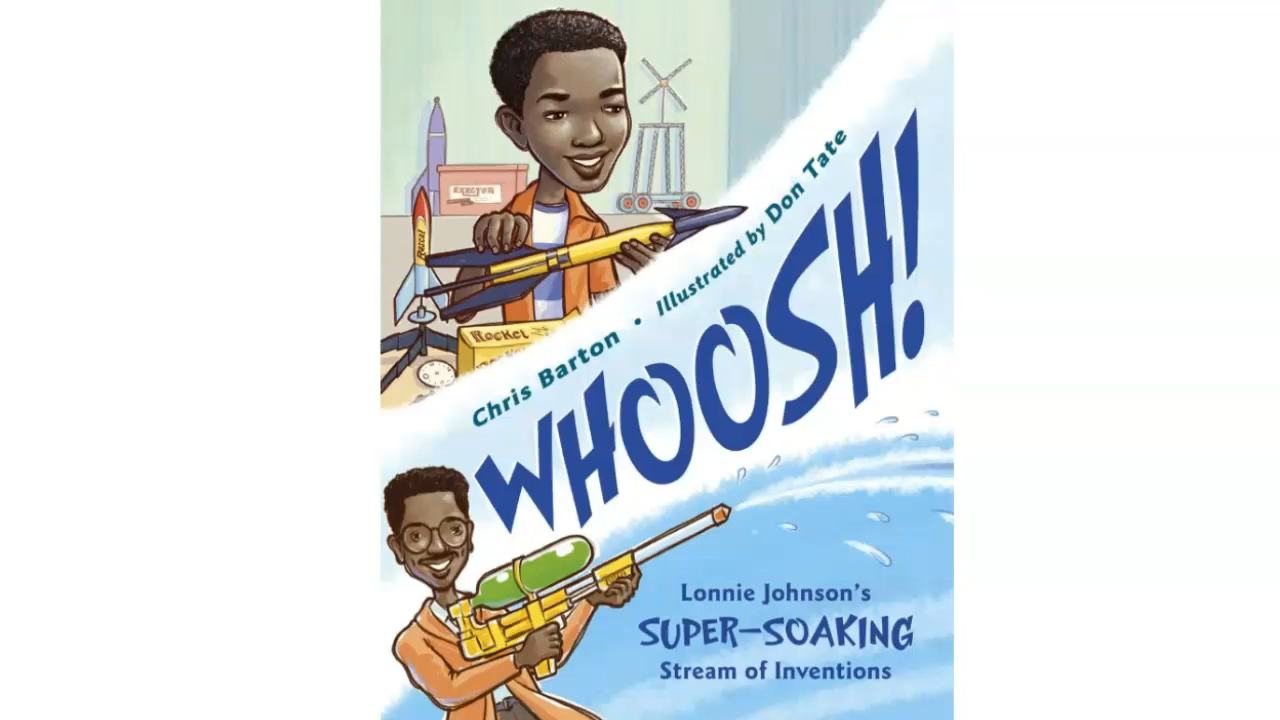 ERECTOR
Rocket
Chris Barton • Illustrated by Don Tate
WHOOSH!
Lonnie Johnson's
SUPER-SOAKING
Stream of Inventions